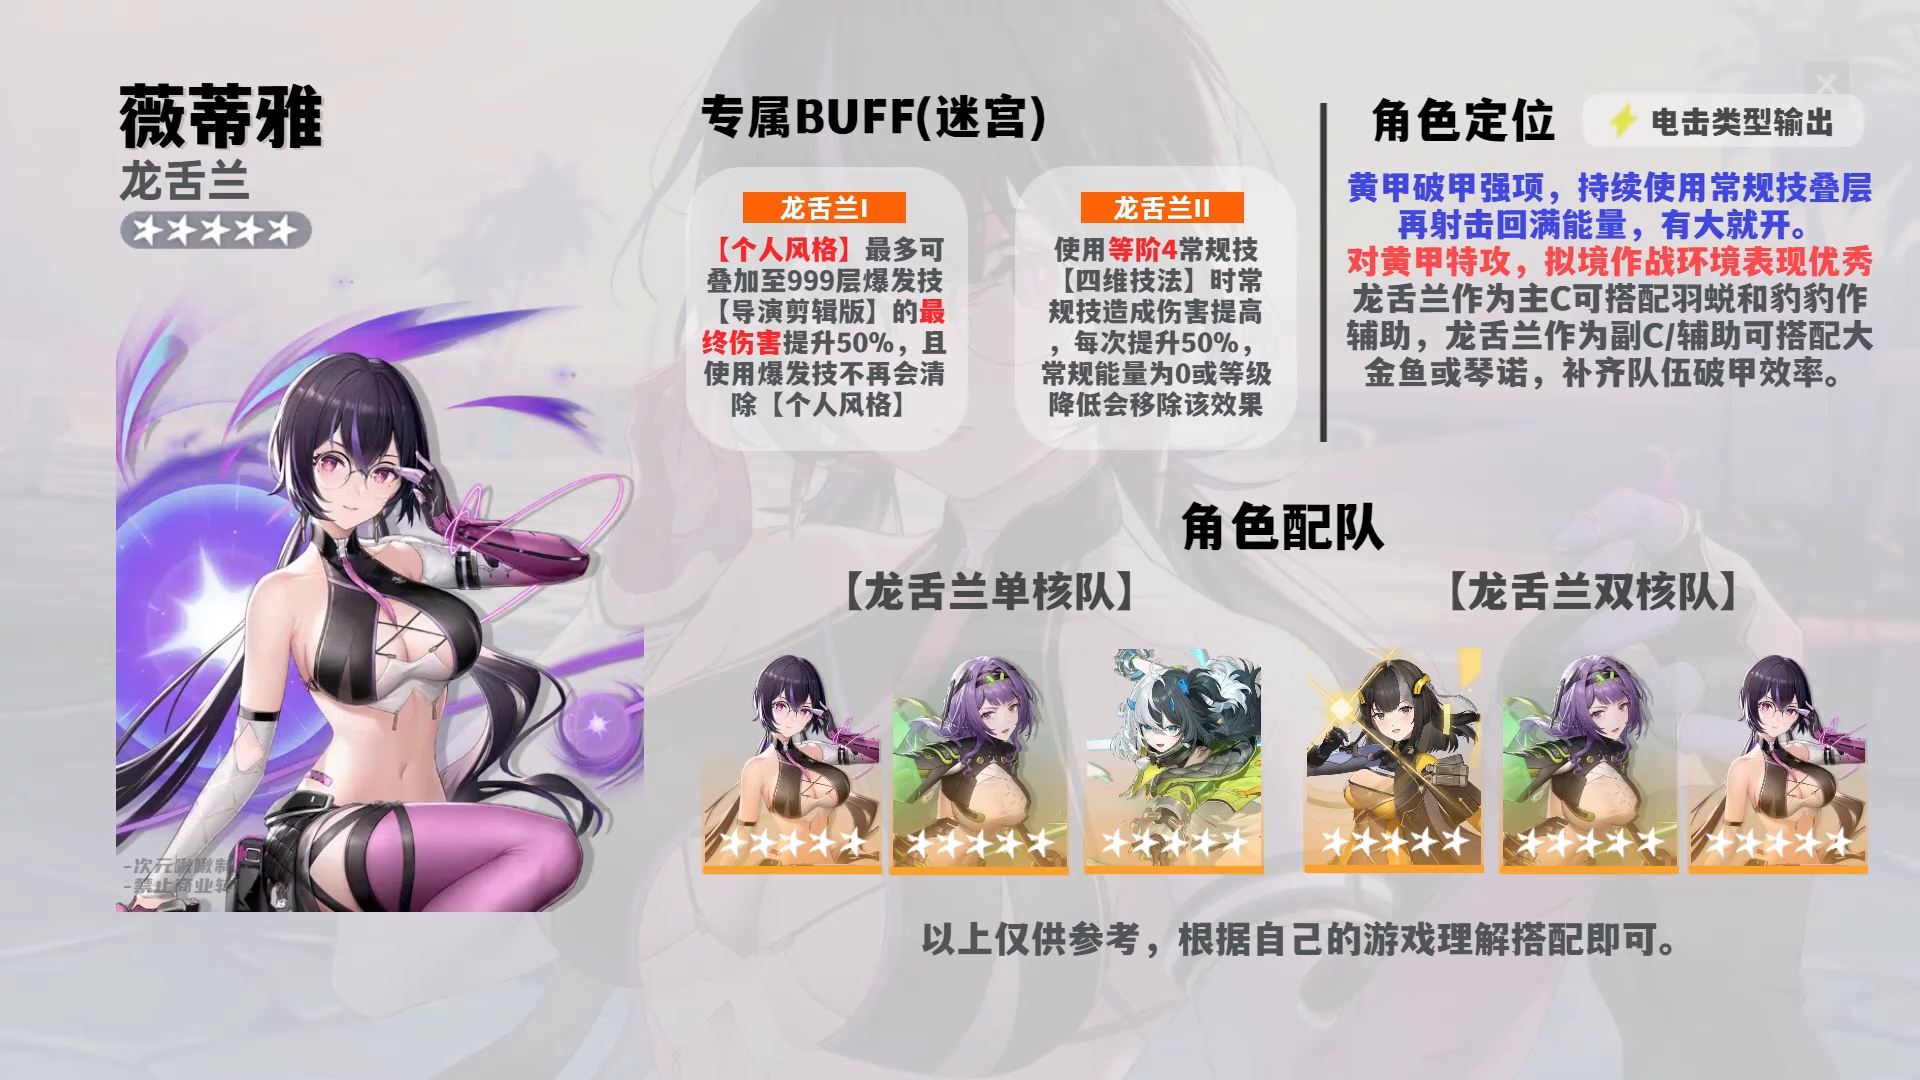 薇蒂雅
龙舌兰
专属BUFF(迷宫)
龙舌兰I
【个人风格】最多可
叠加至999层爆发技
【导演剪辑版】的最
终伤害提升50%，且
使用爆发技不再会清
除【个人风格】
龙舌兰II
使用等阶4常规技
【四维技法】时常
规技造成伤害提高
，每次提升50%，
常规能量为0或等级
降低会移除该效果
角色定位
电击类型输出
黄甲破甲强项，持续使用常规技叠层
再射击回满能量，有大就开。
对黄甲特攻，拟境作战环境表现优秀
龙舌兰作为主C可搭配羽蜕和豹豹作
辅助，龙舌兰作为副C/辅助可搭配大
金鱼或琴诺，补齐队伍破甲效率。
角色配队
【龙舌兰单核队】
【龙舌兰双核队】
-次元啾啾制
-禁止商业转
以上仅供参考，根据自己的游戏理解搭配即可。